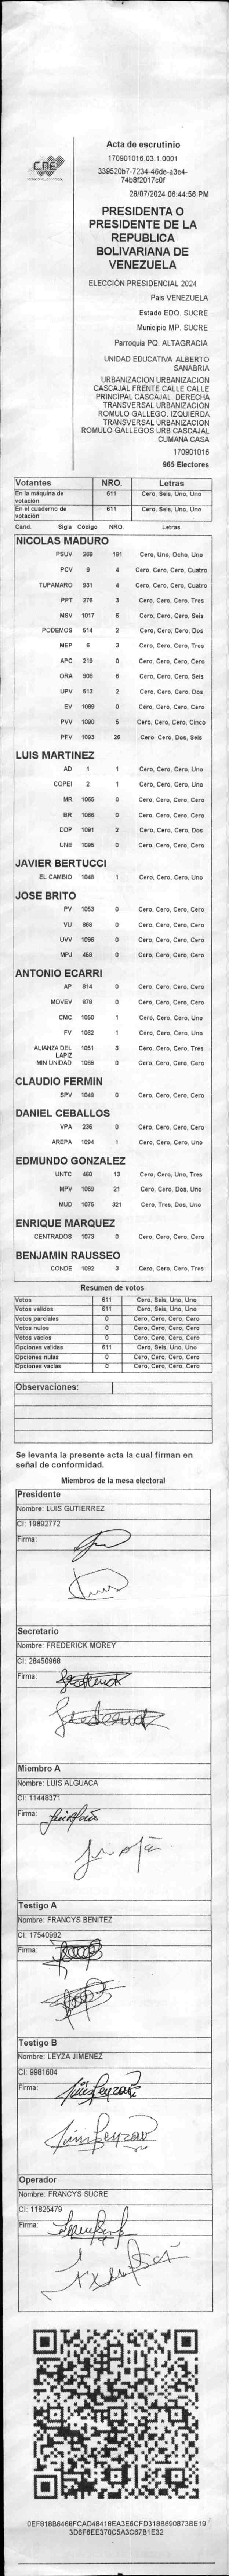 CNE
Acta de escrutinio
170901016.03.1.0001
339520b7-7234-46de-a3e4-
74b8f2017c0f
28/07/2024 06:44:56 PM
PRESIDENTA O
PRESIDENTE DE LA
REPUBLICA
BOLIVARIANA DE
VENEZUELA
ELECCIÓN PRESIDENCIAL 2024
Pais VENEZUELA
Estado EDO. SUCRE
Municipio MP. SUCRE
Parroquia PQ. ALTAGRACIA
UNIDAD EDUCATIVA ALBERTO
SANABRIA
URBANIZACION URBANIZACION
CASCAJAL FRENTE CALLE CALLE
PRINCIPAL CASCAJAL. DERECHA
TRANSVERSAL URBANIZACION
ROMULO GALLEGO. IZQUIERDA
TRANSVERSAL URBANIZACION
ROMULO GALLEGOS URB CASCAJAL
CUMANA CASA
170901016
965 Electores
Votantes NRO. Letras
En la máquina de votación 611 Cero, Seis, Uno, Uno
En el cuaderno de votación 611 Cero, Seis, Uno, Uno
Cand. Sigla Código NRO. Letras
NICOLAS MADURO
PSUV 269 181 Cero, Uno, Ocho, Uno
PCV 9 4 Cero, Cero, Cero, Cuatro
TUPAMARO 931 4 Cero, Cero, Cero, Cuatro
PPT 276 3 Cero, Cero, Cero, Tres
MSV 1017 6 Cero, Cero, Cero, Seis
PODEMOS 514 2 Cero, Cero, Cero, Dos
MEP 6 3 Cero, Cero, Cero, Tres
APC 219 0 Cero, Cero, Cero, Cero
ORA 906 6 Cero, Cero, Cero, Seis
UPV 513 2 Cero, Cero, Cero, Dos
EV 1089 0 Cero, Cero, Cero, Cero
PVV 1090 5 Cero, Cero, Cero, Cinco
PFV 1093 26 Cero, Cero, Dos, Seis
LUIS MARTINEZ
AD 1 1 Cero, Cero, Cero, Uno
COPEI 2 1 Cero, Cero, Cero, Uno
MR 1065 0 Cero, Cero, Cero, Cero
BR 1066 0 Cero, Cero, Cero, Cero
DDP 1091 2 Cero, Cero, Cero, Dos
UNE 1095 0 Cero, Cero, Cero, Cero
JAVIER BERTUCCI
EL CAMBIO 1049 1 Cero, Cero, Cero, Uno
JOSE BRITO
PV 1053 0 Cero, Cero, Cero, Cero
VU 868 0 Cero, Cero, Cero, Cero
UVV 1096 0 Cero, Cero, Cero, Cero
MPJ 458 0 Cero, Cero, Cero, Cero
ANTONIO ECARRI
AP 814 0 Cero, Cero, Cero, Cero
MOVEV 979 0 Cero, Cero, Cero, Cero
CMC 1050 1 Cero, Cero, Cero, Uno
FV 1062 1 Cero, Cero, Cero, Uno
ALIANZA DEL LAPIZ 1051 3 Cero, Cero, Cero, Tres
MIN UNIDAD 1068 0 Cero, Cero, Cero, Cero
CLAUDIO FERMIN
SPV 1049 0 Cero, Cero, Cero, Cero
DANIEL CEBALLOS
VPA 236 0 Cero, Cero, Cero, Cero
AREPA 1094 1 Cero, Cero, Cero, Uno
EDMUNDO GONZALEZ
UNTC 460 13 Cero, Cero, Uno, Tres
MPV 1069 21 Cero, Cero, Dos, Uno
MUD 1075 321 Cero, Tres, Dos, Uno
ENRIQUE MARQUEZ
CENTRADOS 1073 0 Cero, Cero, Cero, Cero
BENJAMIN RAUSSEO
CONDE 1092 3 Cero, Cero, Cero, Tres
Resumen de votos
Votos 611 Cero, Seis, Uno, Uno
Votos validos 611 Cero, Seis, Uno, Uno
Votos parciales 0 Cero, Cero, Cero, Cero
Votos nulos 0 Cero, Cero, Cero, Cero
Votos vacios 0 Cero, Cero, Cero, Cero
Opciones validas 611 Cero, Seis, Uno, Uno
Opciones nulas 0 Cero, Cero, Cero, Cero
Opciones vacias 0 Cero, Cero, Cero, Cero
Observaciones:
Se levanta la presente acta la cual firman en
señal de conformidad.
Miembros de la mesa electoral
Presidente
Nombre: LUIS GUTIERREZ
CI: 19892772
Firma:
Secretario
Nombre: FREDERICK MOREY
CI: 28450968
Firma:
Frederick
Frederick
Miembro A
Nombre: LUIS ALGUACA
CI: 11448371
Firma:
Testigo A
Nombre: FRANCYS BENITEZ
CI: 17540992
Firma:
Testigo B
Nombre: LEYZA JIMENEZ
CI: 9981604
Firma:
Operador
Nombre: FRANCYS SUCRE
CI: 11825479
Firma:
0EF818B6468FCAD48418EA3E6CFD318B690873BE19
3D6F6EE370C5A3C67B1E32